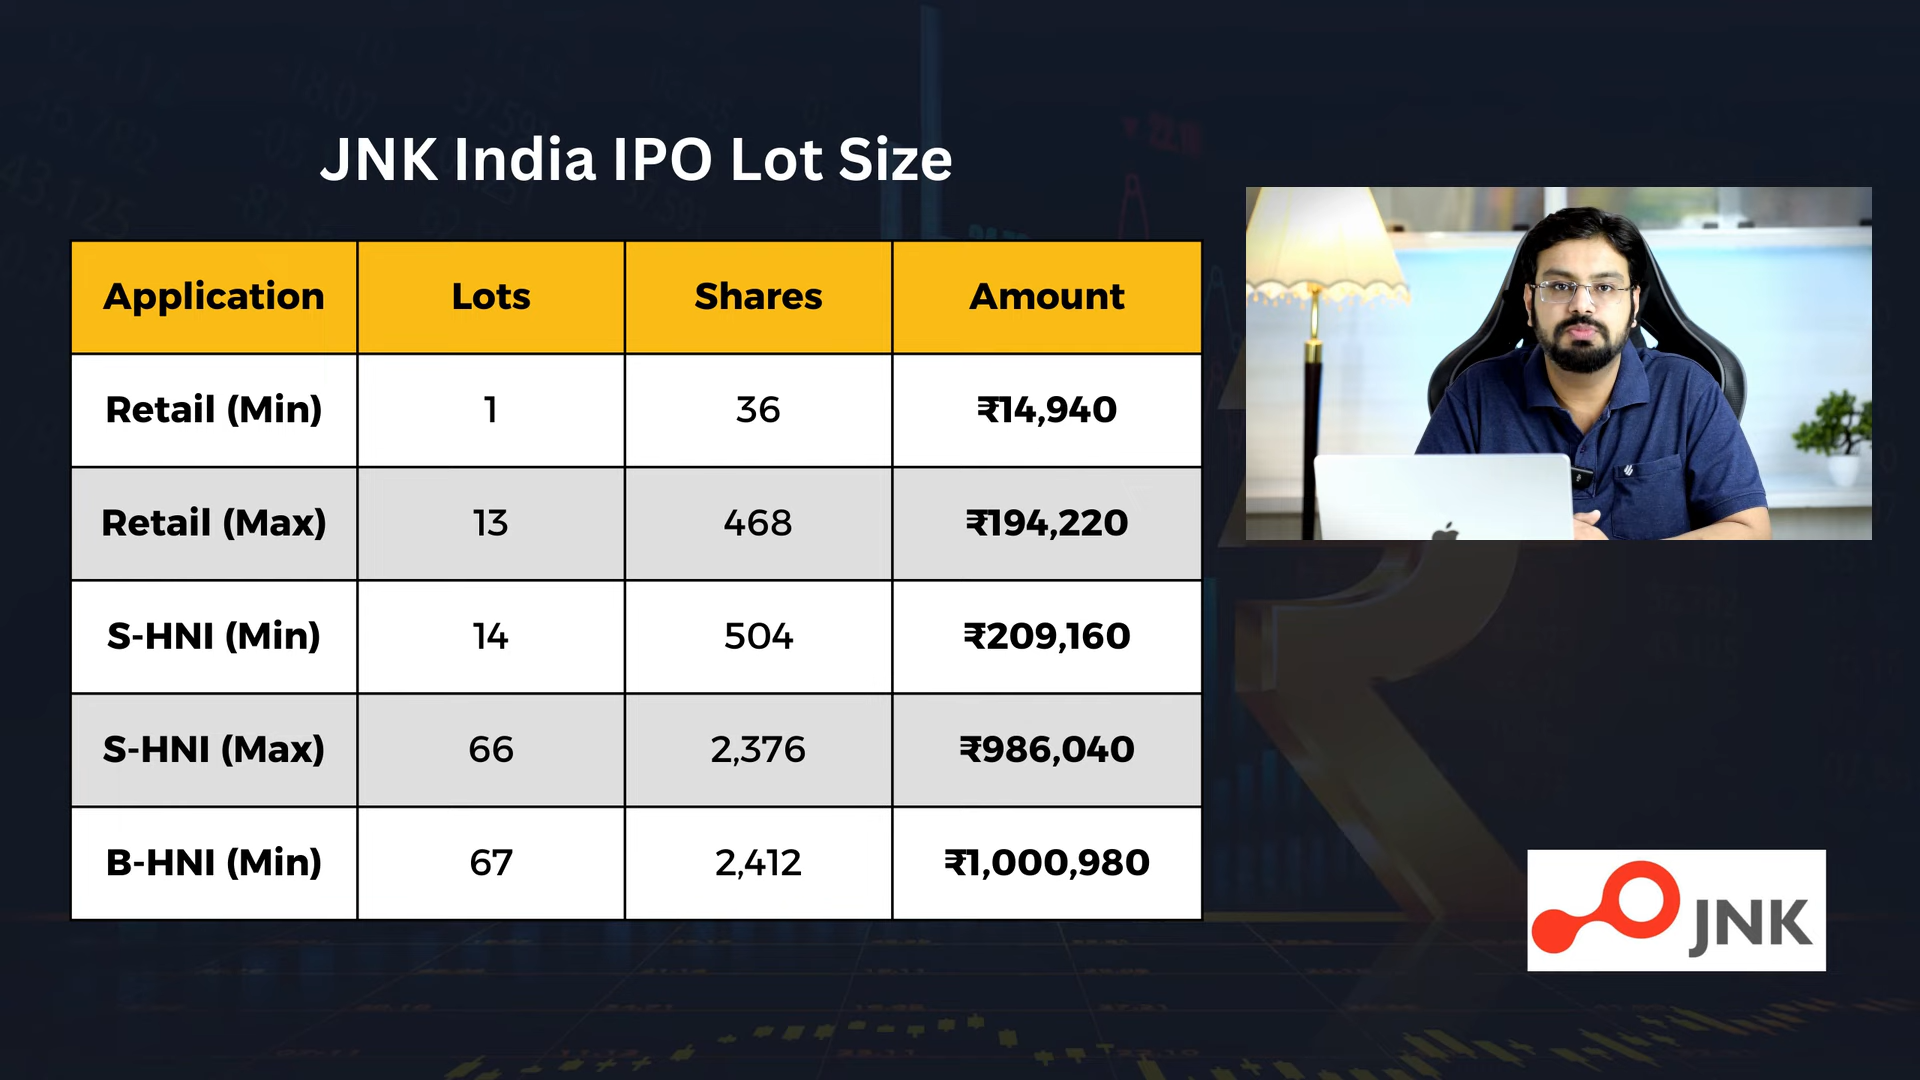 JNK India IPO Lot Size
Application Lots Shares Amount
Retail (Min) 1 36 ₹14,940
Retail (Max) 13 468 ₹194,220
S-HNI (Min) 14 504 ₹209,160
S-HNI (Max) 66 2,376 ₹986,040
B-HNI (Min) 67 2,412 ₹1,000,980
JNK